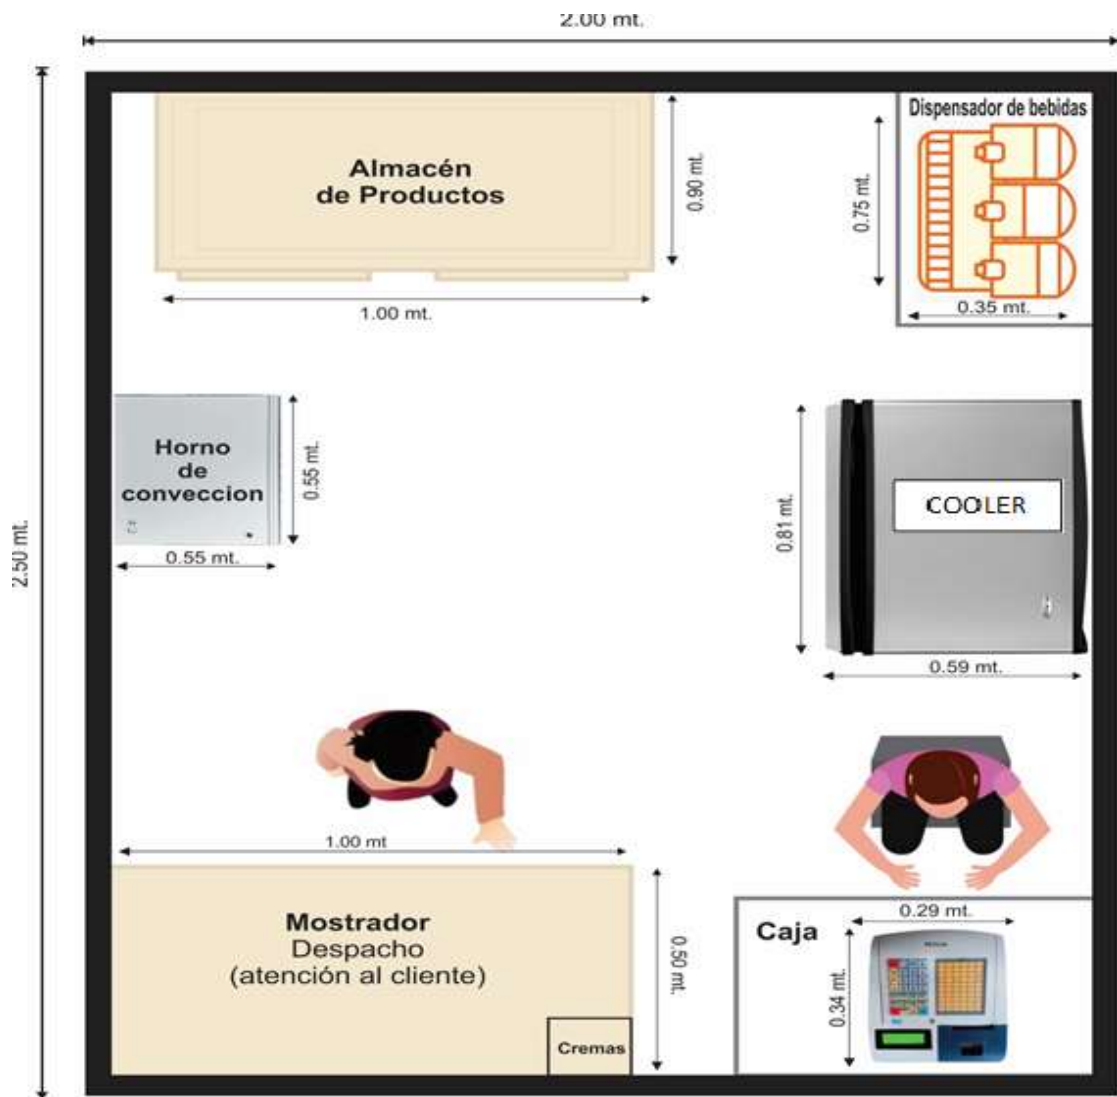 2.00 mt.
Dispensador de bebidas
Almacén
de Productos
0.90 mt.
0.75 mt.
0.35 mt.
1.00 mt.
Horno
de
conveccion
0.55 mt.
0.55 mt.
COOLER
0.81 mt.
0.59 mt.
2.50 mt.
1.00 mt
Mostrador
Despacho
(atención al cliente)
0.50 mt.
Cremas
Caja
0.29 mt.
0.34 mt.